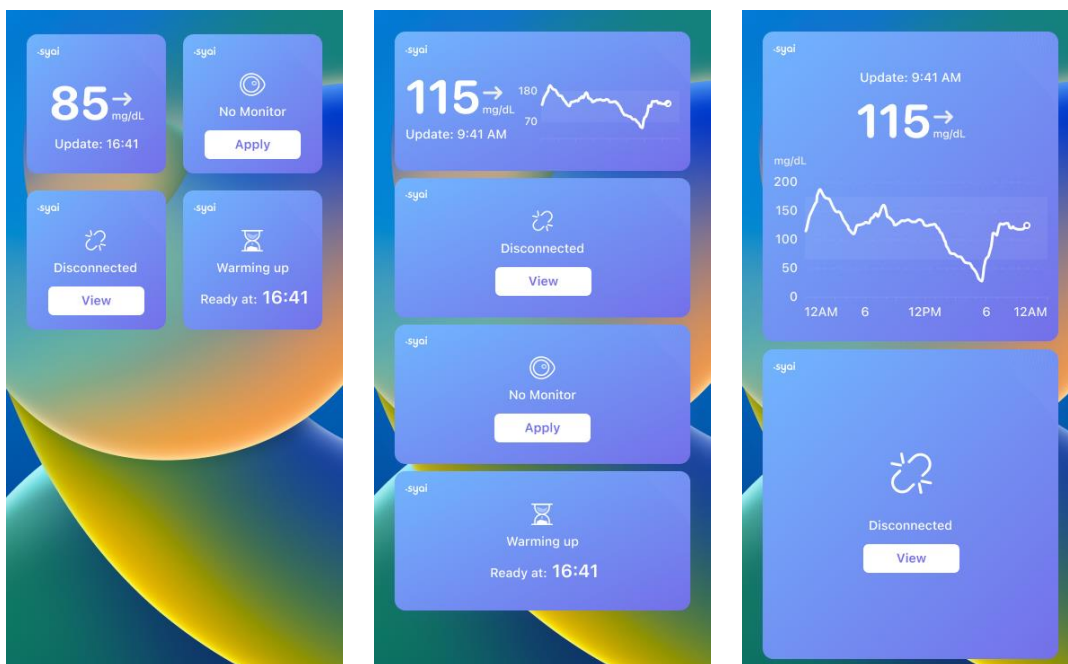 ·syai
85→
mg/dL
Update: 16:41
·syai
No Monitor
Apply
·syai
Disconnected
View
·syai
Warming up
Ready at: 16:41
·syai
115→
mg/dL
Update: 9:41 AM
180
70
·syai
Disconnected
View
·syai
No Monitor
Apply
·syai
Warming up
Ready at: 16:41
·syai
Update: 9:41 AM
115→
mg/dL
mg/dL
200
150
100
50
0
12AM 6 12PM 6 12AM
·syai
Disconnected
View